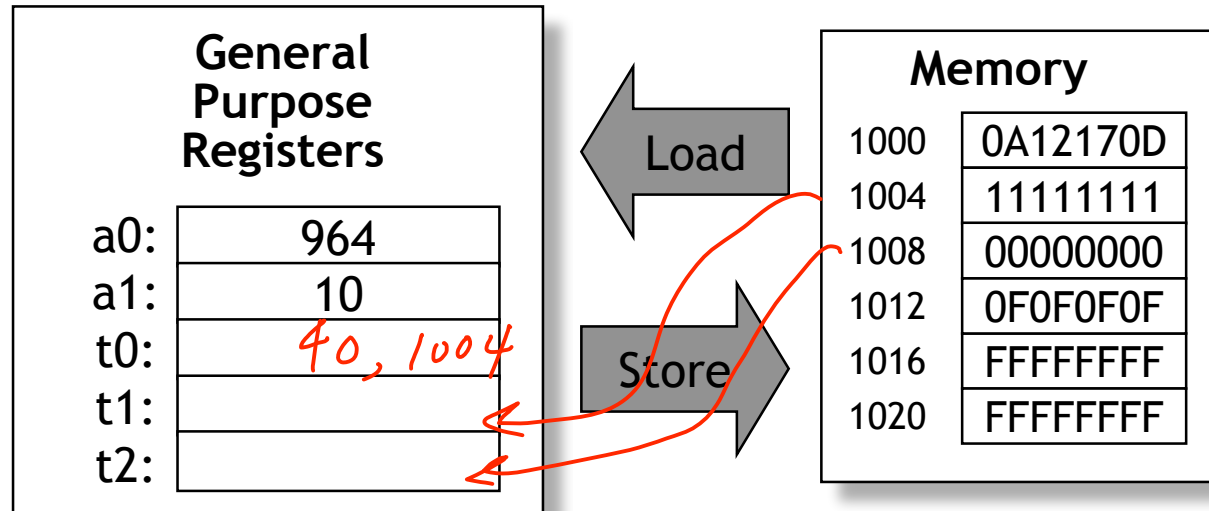 General
Purpose
Registers
a0: 964
a1: 10
t0: 40, 1004
t1:
t2:
Load
Store
Memory
1000 0A12170D
1004 11111111
1008 00000000
1012 0F0F0F0F
1016 FFFFFFFF
1020 FFFFFFFF